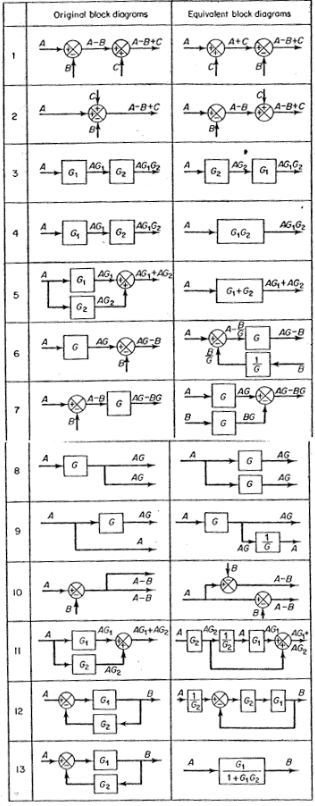 Original block diagrams Equivalent block diagrams
1 A A-B A-B+C B C A A+C A-B+C C B
2 A C A-B+C B A A-B C A-B+C B
3 A G1 AG1 G2 AG1G2 A G2 AG2 G1 AG1G2
4 A G1 AG1 G2 AG1G2 A G1G2 AG1G2
5 A G1 AG1 AG1+AG2 G2 AG2 A G1+G2 AG1+AG2
6 A G AG AG-B B A A-B/G G AG-B B/G 1/G B
7 A A-B G AG-BG B A G AG AG-BG B G BG
8 A G AG AG A G AG G AG
9 A G AG A A G AG AG 1/G A
10 A A-B A-B B B A A-B A-B B
11 A G1 AG1 AG1+AG2 G2 AG2 A G2 AG2 1/G2 A G1 AG1 AG1+ AG2
12 A G1 B G2 A 1/G2 G2 G1 B
13 A G1 B G2 A G1/1+G1G2 B